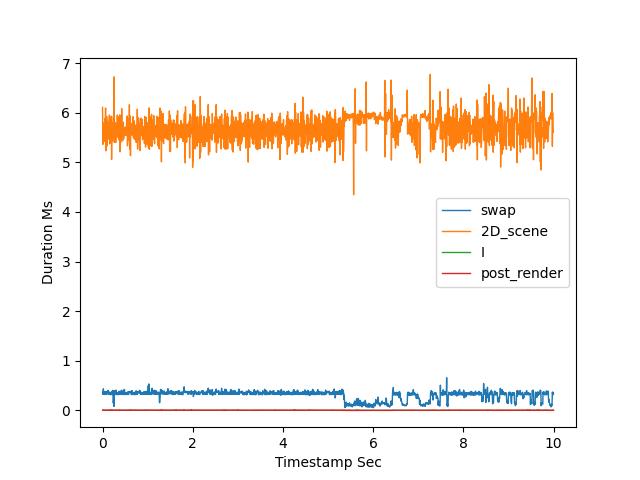 7
6
5
4
3
2
1
0
Duration Ms
swap
2D_scene
I
post_render
0 2 4 6 8 10
Timestamp Sec